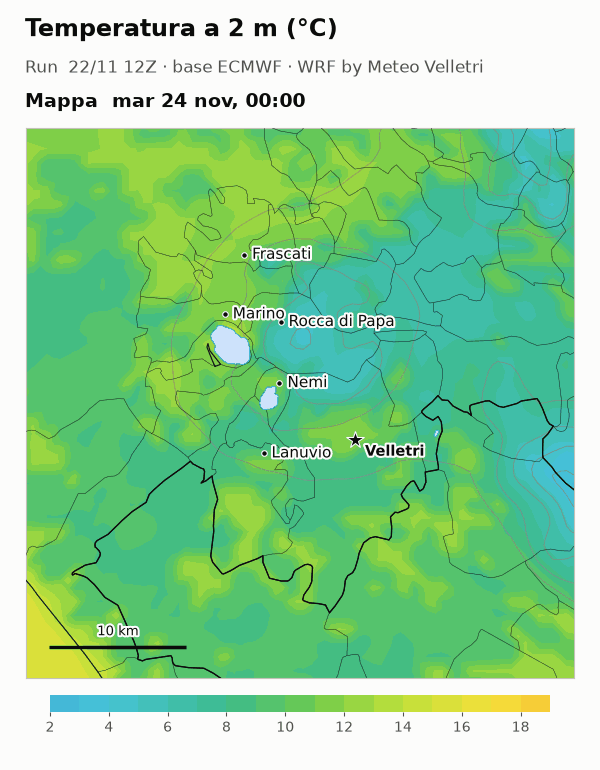 Temperatura a 2 m (°C)
Run  22/11 12Z · base ECMWF · WRF by Meteo Velletri
Mappa  mar 24 nov, 00:00
Frascati
Marino
Rocca di Papa
Nemi
Velletri
Lanuvio
10 km
2 4 6 8 10 12 14 16 18